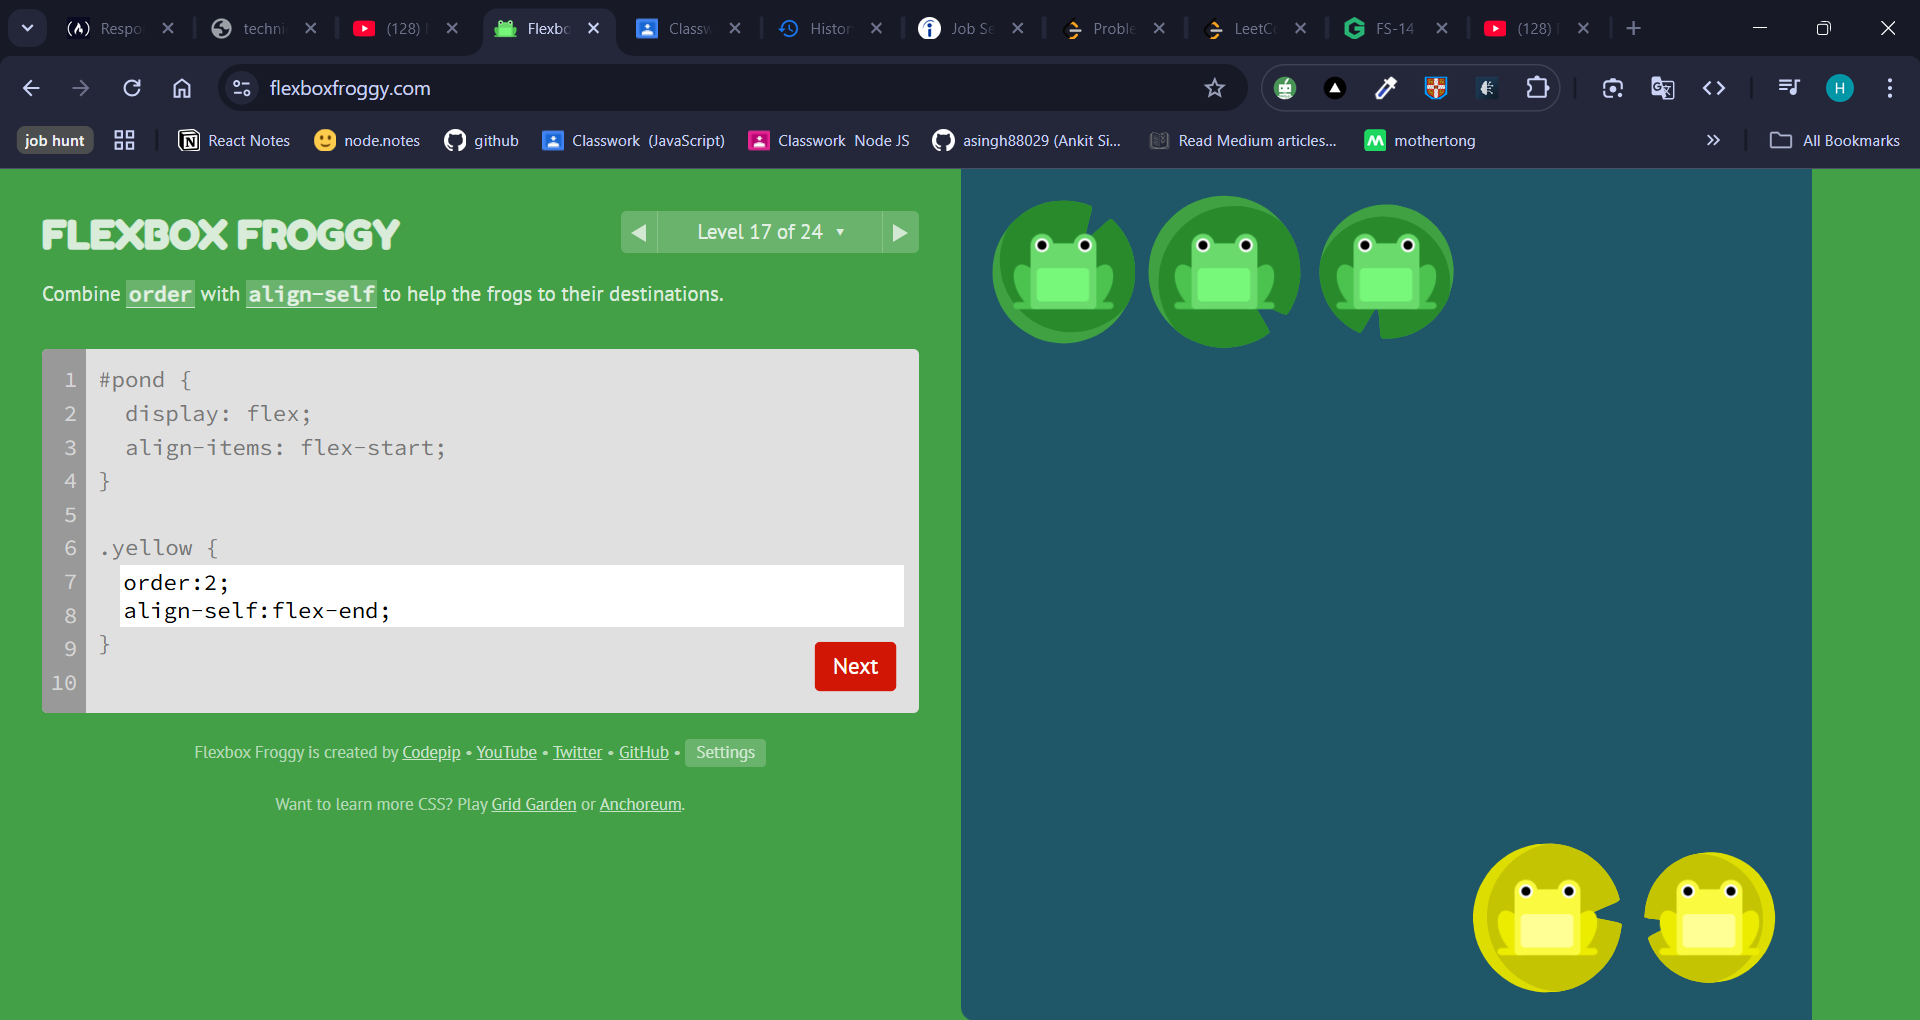 Respo
techni
(128)
Flexbo
Classw
Histor
Job Se
Proble
LeetCo
FS-14
(128)
flexboxfroggy.com
H
job hunt
React Notes
node.notes
github
Classwork (JavaScript)
Classwork Node JS
asingh88029 (Ankit Si...
Read Medium articles...
mothertong
All Bookmarks
FLEXBOX FROGGY
Level 17 of 24
Combine order with align-self to help the frogs to their destinations.
1 #pond {
2 display: flex;
3 align-items: flex-start;
4 }
5
6 .yellow {
7 order:2;
8 align-self:flex-end;
9 }
10
Next
Flexbox Froggy is created by Codepip • YouTube • Twitter • GitHub • Settings
Want to learn more CSS? Play Grid Garden or Anchoreum.